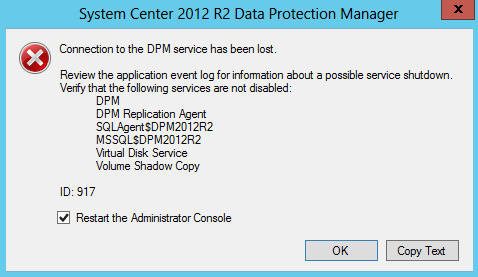 System Center 2012 R2 Data Protection Manager
x
Connection to the DPM service has been lost.
Review the application event log for information about a possible service shutdown.
Verify that the following services are not disabled:
DPM
DPM Replication Agent
SQLAgent$DPM2012R2
MSSQL$DPM2012R2
Virtual Disk Service
Volume Shadow Copy
ID: 917
Restart the Administrator Console
OK
Copy Text